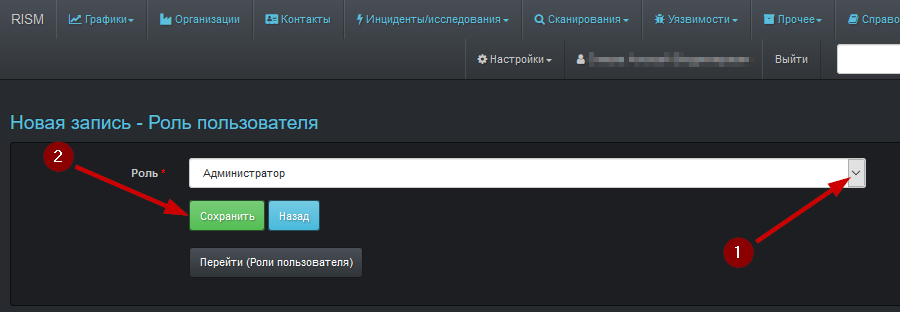 RISM Графики Организации Контакты Инциденты/исследования Сканирования Уязвимости Прочее Справо
Настройки Выйти
Новая запись - Роль пользователя
2
Роль * Администратор
Сохранить Назад
1
Перейти (Роли пользователя)